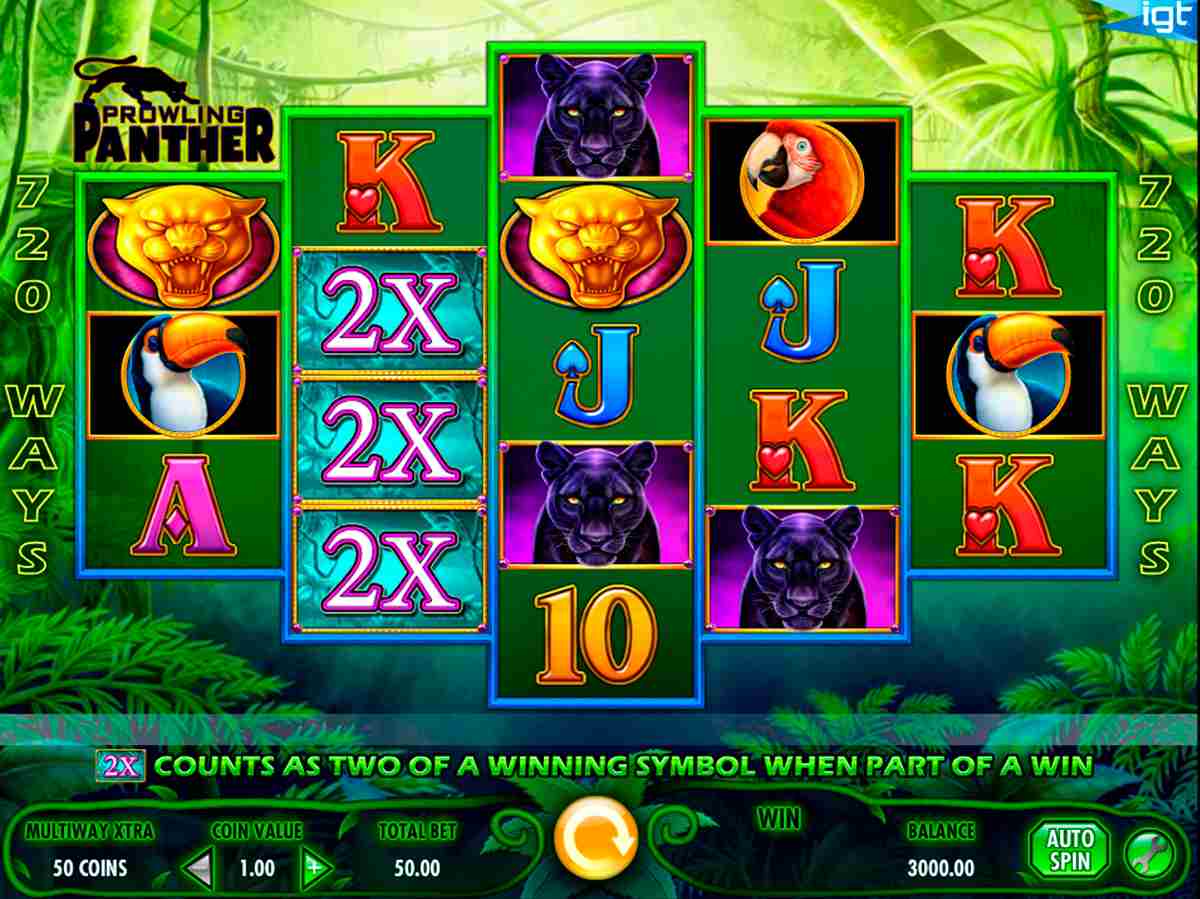 igt
PROWLING
PANTHER
720 WAYS
720 WAYS
K
2X
2X
2X
A
J
10
J
K
K
K
2X COUNTS AS TWO OF A WINNING SYMBOL WHEN PART OF A WIN
MULTIWAY XTRA
50 COINS
COIN VALUE
1.00
+
TOTAL BET
50.00
WIN
BALANCE
3000.00
AUTO
SPIN